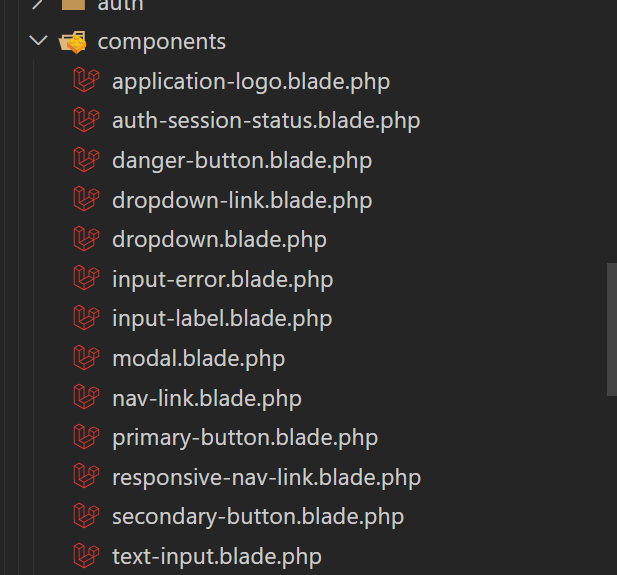 auth
components
application-logo.blade.php
auth-session-status.blade.php
danger-button.blade.php
dropdown-link.blade.php
dropdown.blade.php
input-error.blade.php
input-label.blade.php
modal.blade.php
nav-link.blade.php
primary-button.blade.php
responsive-nav-link.blade.php
secondary-button.blade.php
text-input.blade.php